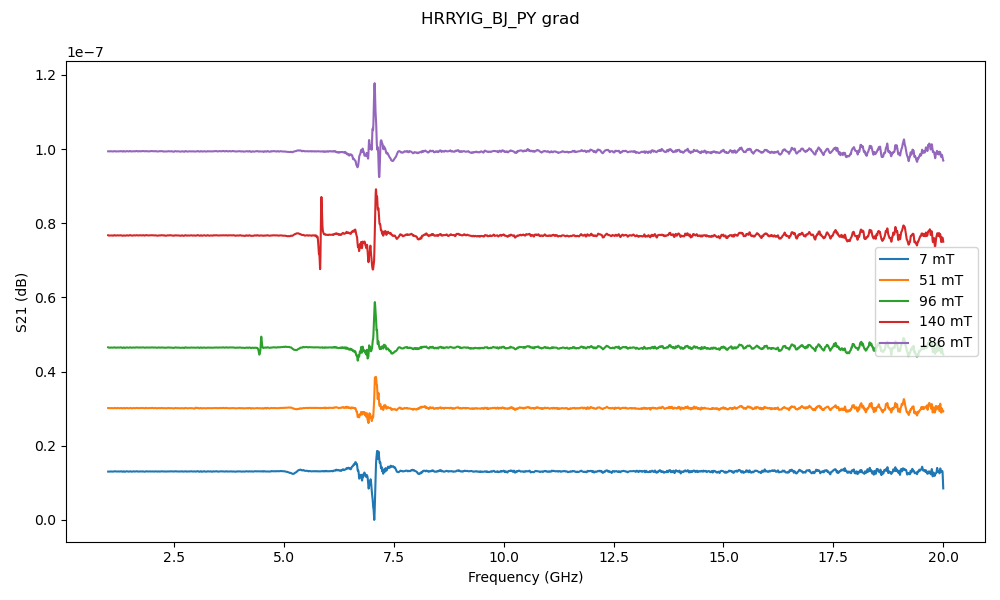 HRRYIG_BJ_PY grad
1e−7
1.2
1.0
0.8
0.6
0.4
0.2
0.0
S21 (dB)
7 mT
51 mT
96 mT
140 mT
186 mT
2.5 5.0 7.5 10.0 12.5 15.0 17.5 20.0
Frequency (GHz)